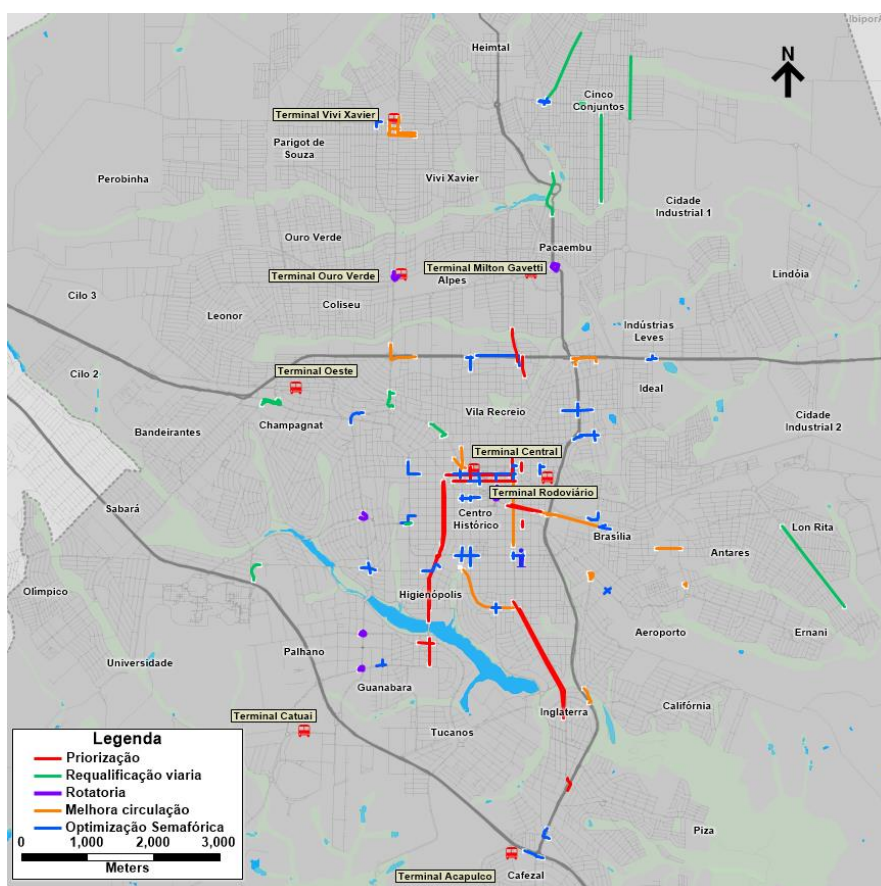 Ibiporã
Heimtal
N
Cinco
Conjuntos
Terminal Vivi Xavier
Parigot de
Souza
Perobinha
Vivi Xavier
Cidade
Industrial 1
Ouro Verde
Pacaembu
Terminal Ouro Verde
Terminal Milton Gavetti
Alpes
Lindóia
Cilo 3
Coliseu
Leonor
Indústrias
Leves
Cilo 2
Terminal Oeste
Ideal
Vila Recreio
Champagnat
Bandeirantes
Cidade
Industrial 2
Terminal Central
Terminal Rodoviário
Sabará
Centro
Histórico
Brasília
Lon Rita
Antares
Olímpico
Higienópolis
Aeroporto
Ernani
Palhano
Universidade
Guanabara
Califórnia
Terminal Catuai
Inglaterra
Tucanos
Legenda
Priorização
Requalificação viaria
Rotatoria
Melhora circulação
Optimização Semafórica
0 1,000 2,000 3,000
Meters
Piza
Terminal Acapulco
Cafezal